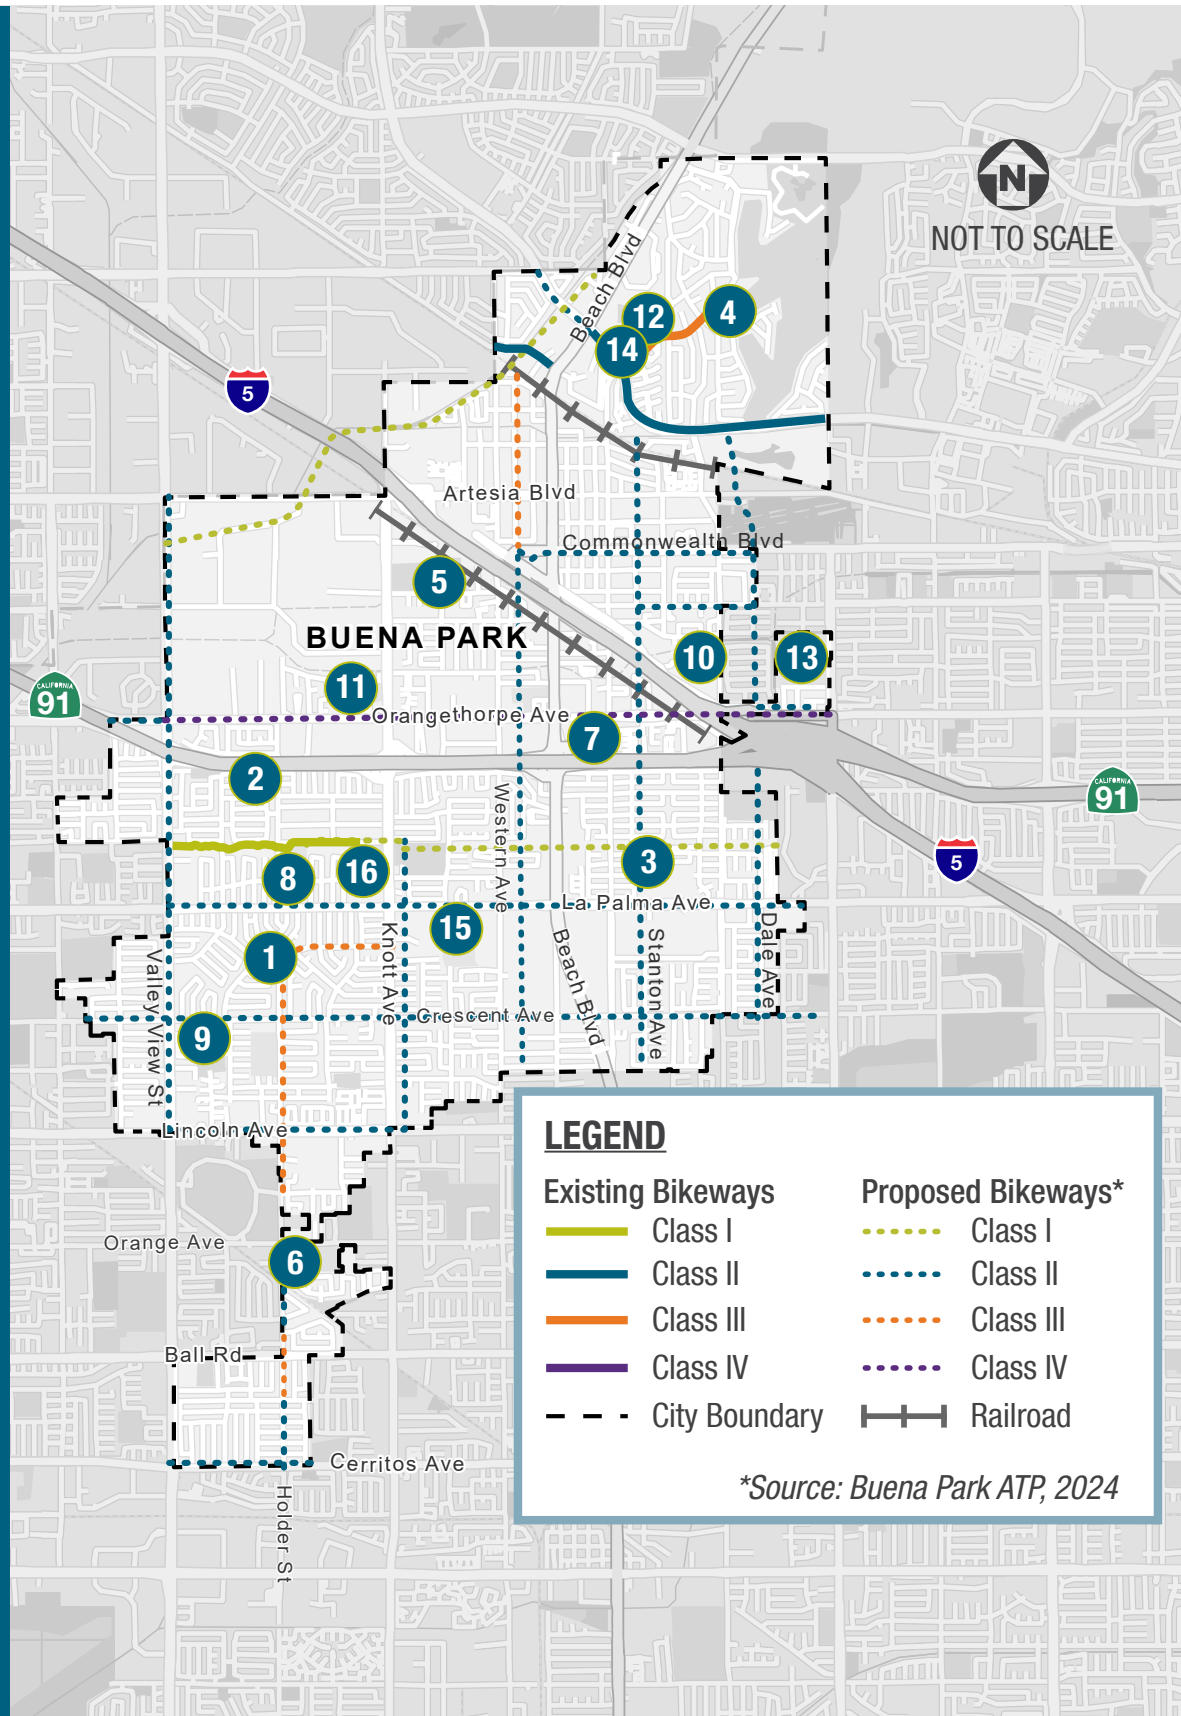 N
NOT TO SCALE
Beach Blvd
12
4
14
5
Artesia Blvd
Commonwealth Blvd
5
BUENA PARK
10
13
11
CALIFORNIA
91
Orangethorpe Ave
7
2
CALIFORNIA
91
Western Ave
3
5
8
16
La Palma Ave
15
Knott Ave
1
Valley View St
Beach Blvd
Stanton Ave
Dale Ave
Crescent Ave
9
Lincoln Ave
Orange Ave
6
Ball Rd
Cerritos Ave
Holder St
LEGEND
Existing Bikeways
Class I
Class II
Class III
Class IV
City Boundary
Proposed Bikeways*
Class I
Class II
Class III
Class IV
Railroad
*Source: Buena Park ATP, 2024